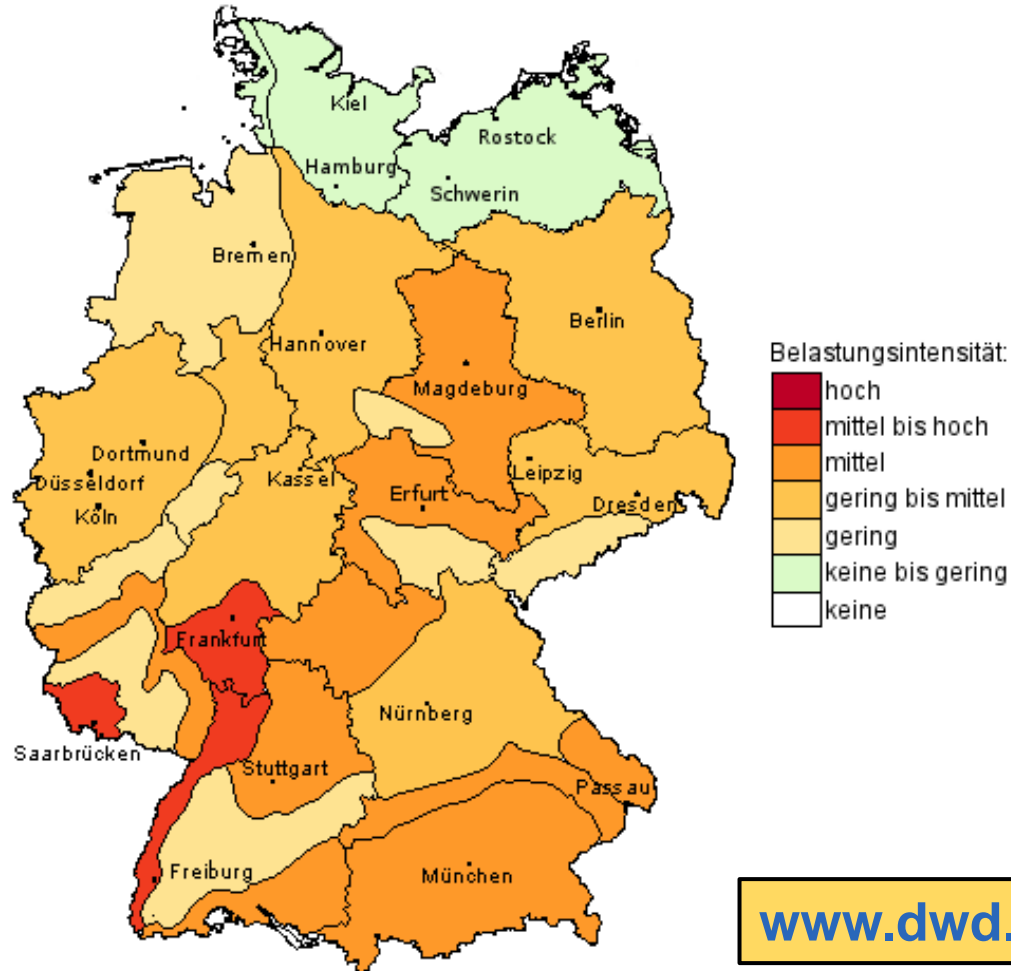 Kiel
Rostock
Hamburg
Schwerin
Bremen
Berlin
Hannover
Magdeburg
Dortmund
Düsseldorf
Köln
Kassel
Leipzig
Erfurt
Dresden
Frankfurt
Nürnberg
Saarbrücken
Stuttgart
Passau
Freiburg
München
Belastungsintensität:
hoch
mittel bis hoch
mittel
gering bis mittel
gering
keine bis gering
keine
www.dwd.